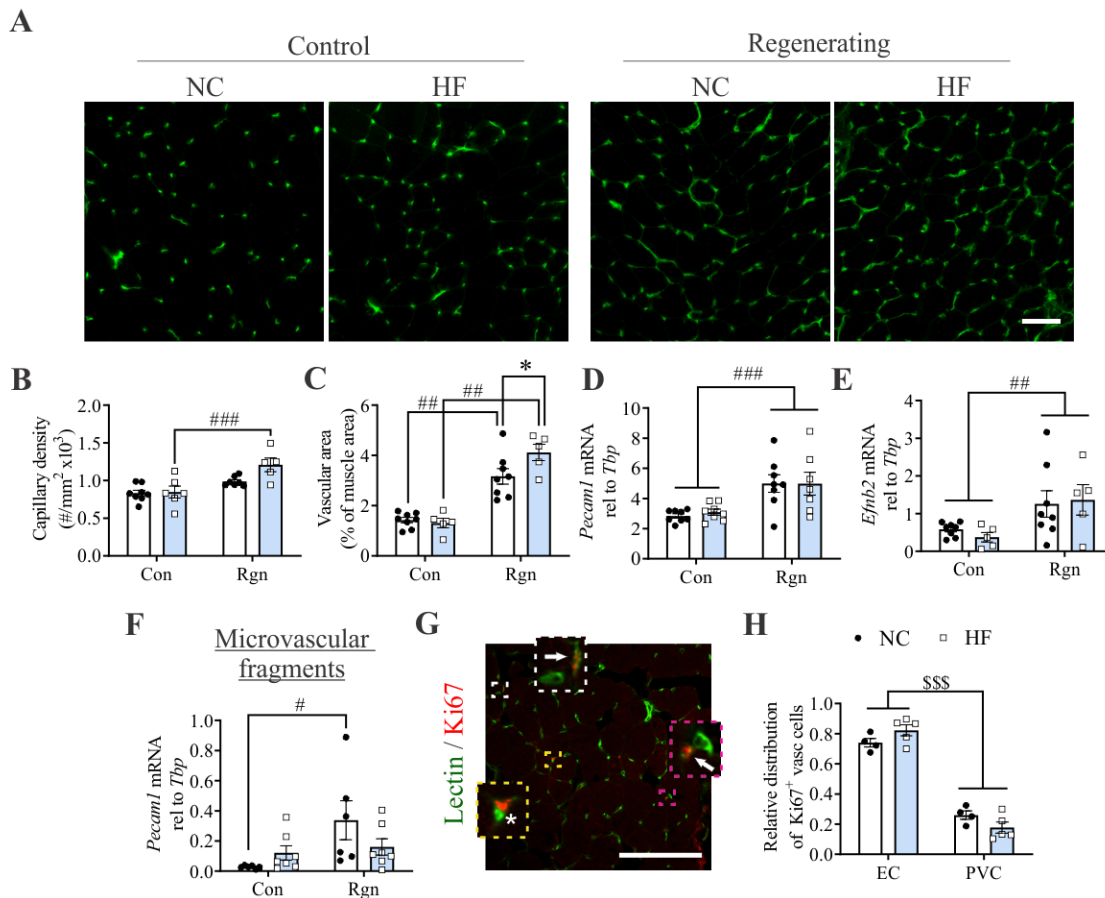 A
Control
Regenerating
NC
HF
NC
HF
B
Capillary density
(#/mm² x10³)
2.0
1.5
1.0
0.5
0.0
###
Con
Rgn
C
Vascular area
(% of muscle area)
6
4
2
0
##
##
*
Con
Rgn
D
Pecam1 mRNA
rel to Tbp
10
8
6
4
2
0
###
Con
Rgn
E
Efnb2 mRNA
rel to Tbp
4
3
2
1
0
##
Con
Rgn
F
Microvascular
fragments
Pecam1 mRNA
rel to Tbp
1.0
0.8
0.6
0.4
0.2
0.0
#
Con
Rgn
G
Lectin / Ki67
*
H
NC
HF
Relative distribution
of Ki67⁺ vasc cells
1.0
0.8
0.6
0.4
0.2
0.0
$$$
EC
PVC